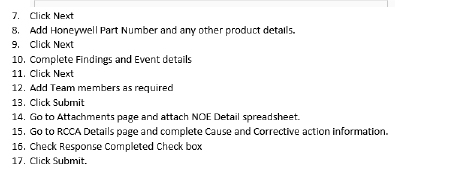 7. Click Next
8. Add Honeywell Part Number and any other product details.
9. Click Next
10. Complete Findings and Event details
11. Click Next
12. Add Team members as required
13. Click Submit
14. Go to Attachments page and attach NOE Detail spreadsheet.
15. Go to RCCA Details page and complete Cause and Corrective action information.
16. Check Response Completed Check box
17. Click Submit.